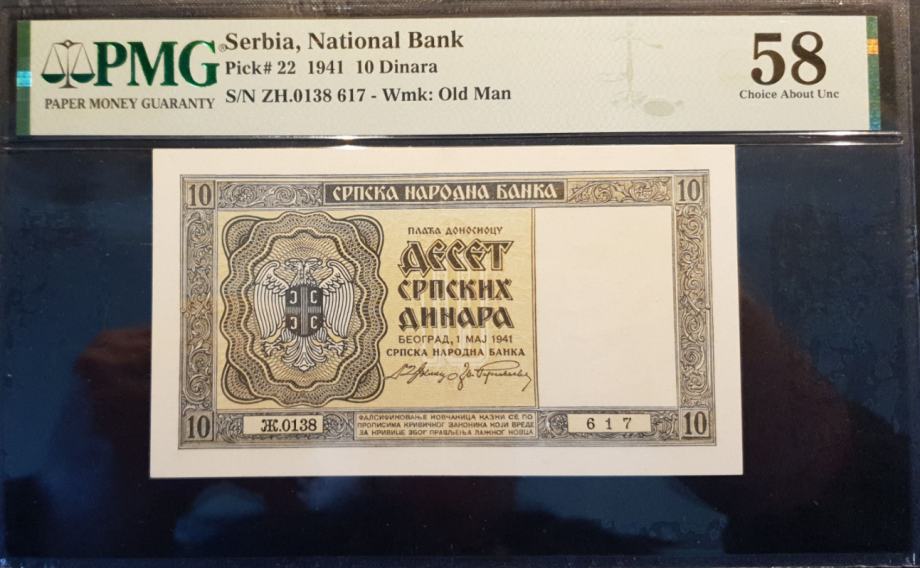 PMG®
PAPER MONEY GUARANTY
Serbia, National Bank
Pick# 22 1941 10 Dinara
S/N ZH.0138 617 - Wmk: Old Man
58
Choice About Unc
10
СРПСКА НАРОДНА БАНКА
10
ПЛАЋА ДОНОСИОЦУ
ДЕСЕТ
СРПСКИХ
ДИНАРА
БЕОГРАД, 1 МАЈ 1941
СРПСКА НАРОДНА БАНКА
10
Ж.0138
ФАЛСИФИКОВАЊЕ НОВЧАНИЦА КАЗНИ СЕ ПО
ПРОПИСИМА КРИВИЧНОГ ЗАКОНИКА КОЈИ ВРЕДЕ
ЗА КРИВИЦЕ ЗБОГ ПРАВЉЕЊА ЛАЖНОГ НОВЦА
617
10